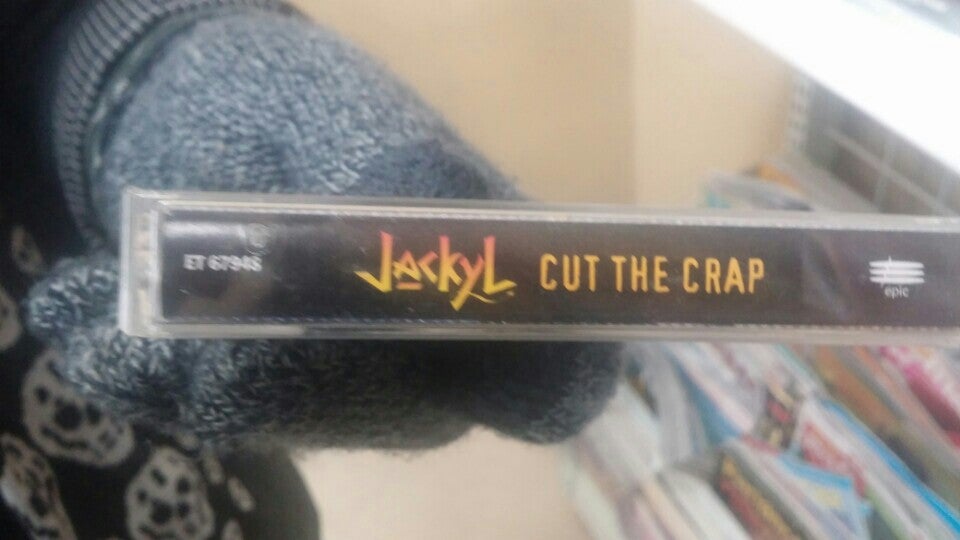 ET 67948
JackyL CUT THE CRAP
epic